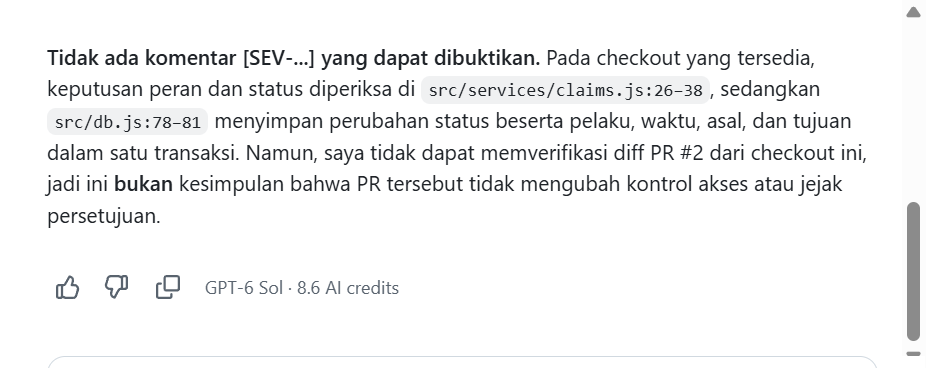 Tidak ada komentar [SEV-...] yang dapat dibuktikan. Pada checkout yang tersedia,
keputusan peran dan status diperiksa di src/services/claims.js:26–38, sedangkan
src/db.js:78–81 menyimpan perubahan status beserta pelaku, waktu, asal, dan tujuan
dalam satu transaksi. Namun, saya tidak dapat memverifikasi diff PR #2 dari checkout ini,
jadi ini bukan kesimpulan bahwa PR tersebut tidak mengubah kontrol akses atau jejak
persetujuan.
GPT-6 Sol · 8.6 AI credits